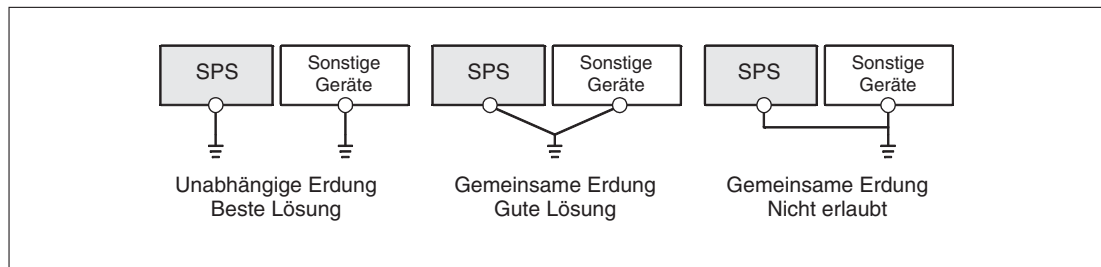 SPS
Sonstige
Geräte
SPS
Sonstige
Geräte
SPS
Sonstige
Geräte
Unabhängige Erdung
Beste Lösung
Gemeinsame Erdung
Gute Lösung
Gemeinsame Erdung
Nicht erlaubt